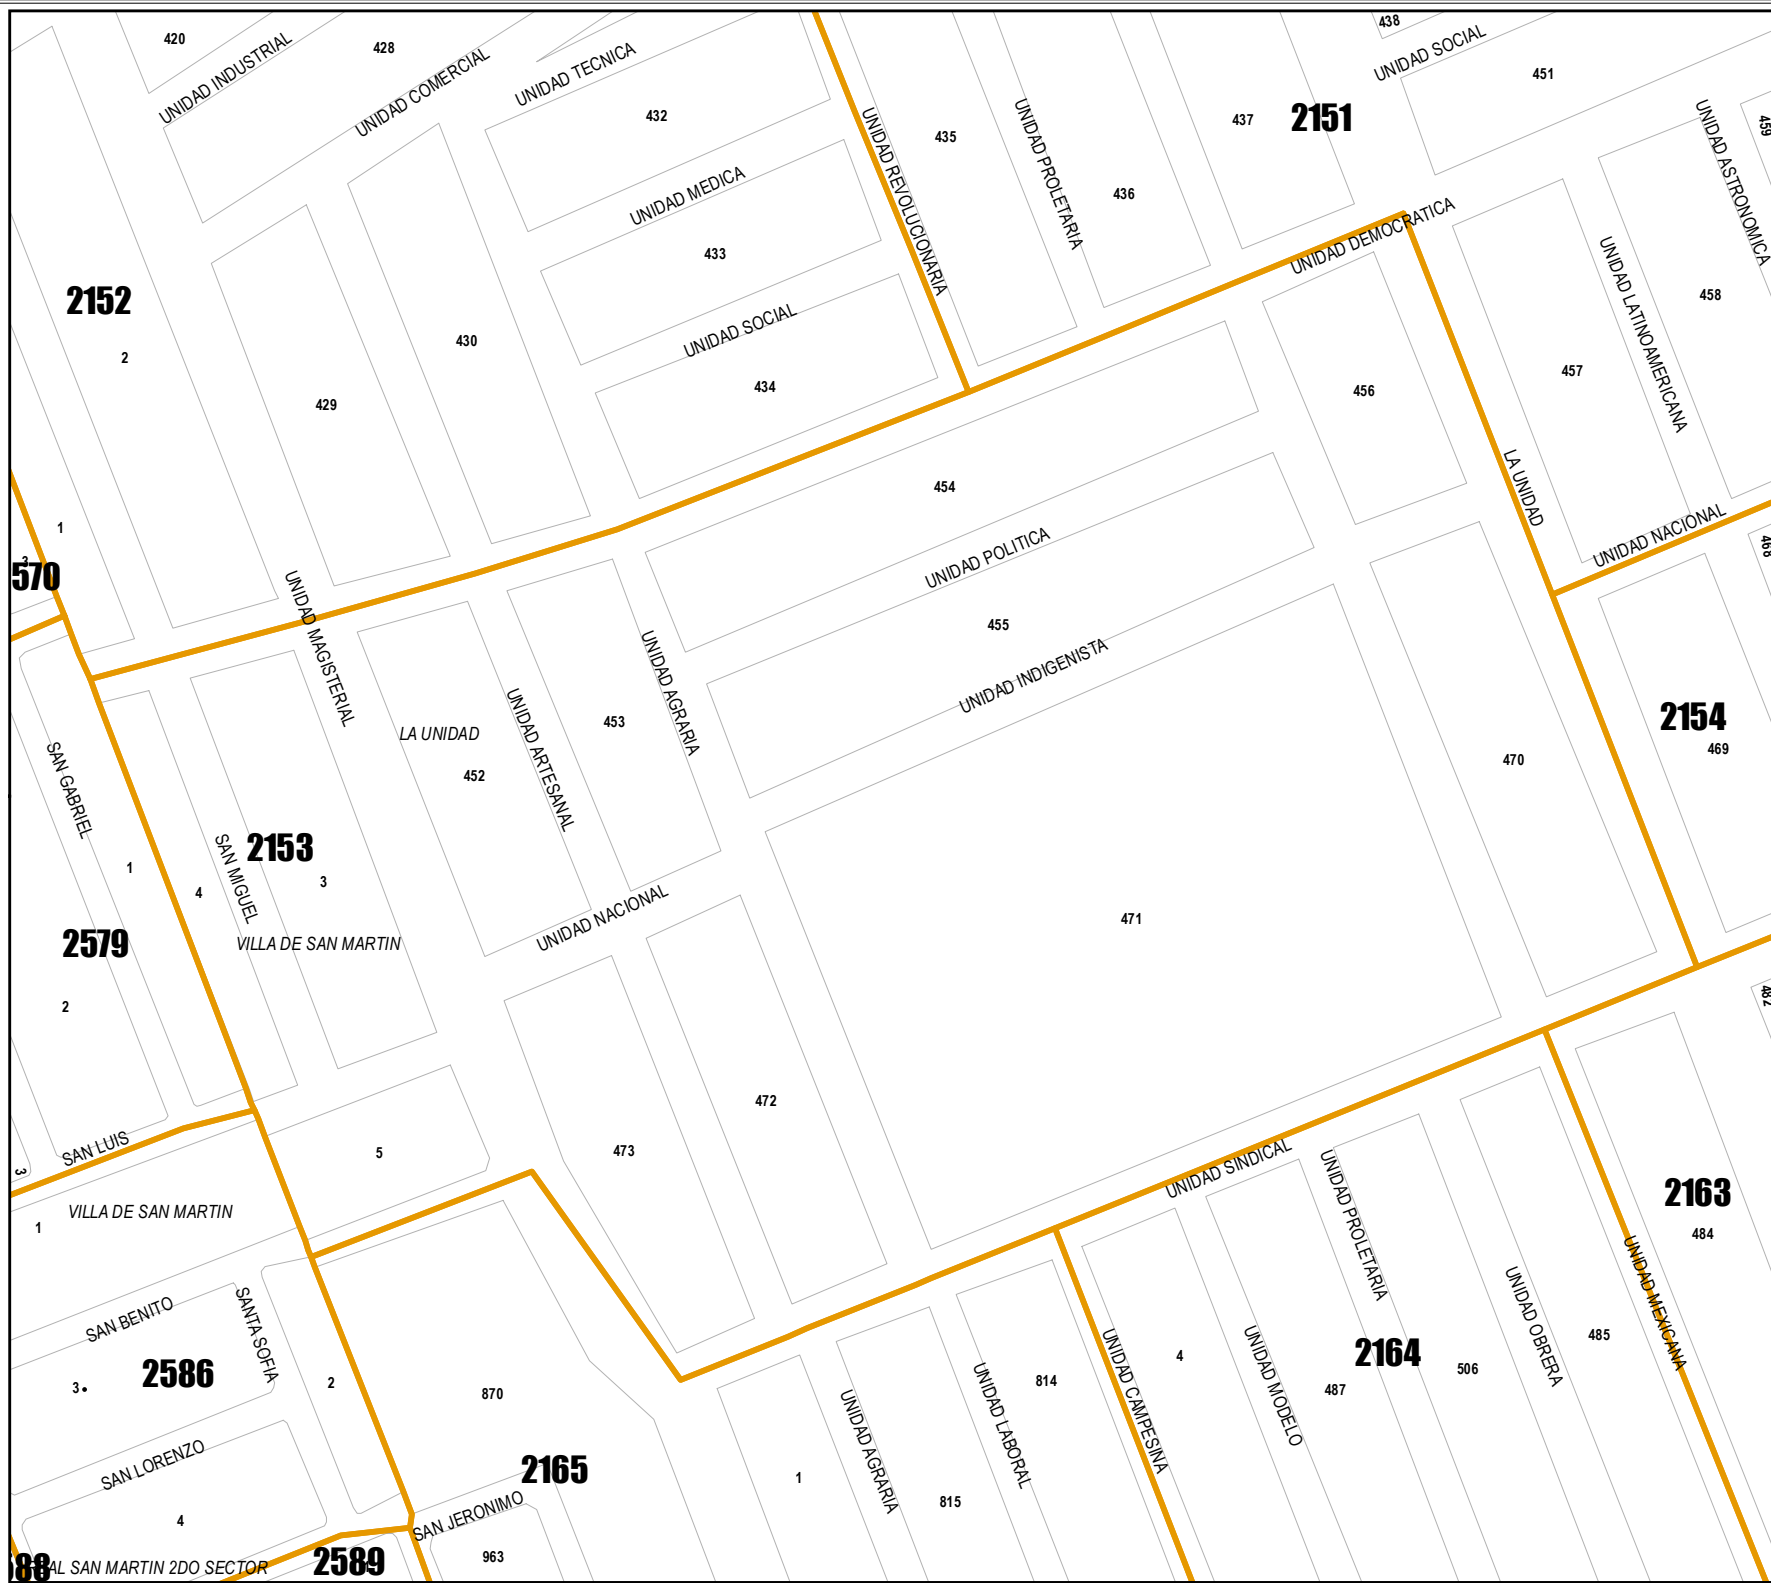 420
428
438
UNIDAD INDUSTRIAL
UNIDAD COMERCIAL
UNIDAD TECNICA
UNIDAD SOCIAL
451
432
435
437
2151
UNIDAD REVOLUCIONARIA
UNIDAD PROLETARIA
UNIDAD ASTRONOMICA
459
UNIDAD MEDICA
436
433
UNIDAD DEMOCRATICA
UNIDAD LATINOAMERICANA
458
2152
2
430
UNIDAD SOCIAL
434
429
456
457
454
LA UNIDAD
UNIDAD NACIONAL
468
1
3
570
UNIDAD POLITICA
UNIDAD MAGISTERIAL
455
UNIDAD AGRARIA
UNIDAD INDIGENISTA
UNIDAD ARTESANAL
453
LA UNIDAD
452
2154
469
470
SAN GABRIEL
2153
SAN MIGUEL
1
4
3
UNIDAD NACIONAL
471
2579
VILLA DE SAN MARTIN
2
482
472
SAN LUIS
3
5
473
UNIDAD SINDICAL
UNIDAD PROLETARIA
2163
484
VILLA DE SAN MARTIN
1
UNIDAD MEXICANA
SAN BENITO
SANTA SOFIA
UNIDAD OBRERA
485
UNIDAD CAMPESINA
4
UNIDAD MODELO
2164
506
487
2586
3
2
870
814
UNIDAD LABORAL
UNIDAD AGRARIA
SAN LORENZO
2165
1
815
4
SAN JERONIMO
963
2589
AL SAN MARTIN 2DO SECTOR